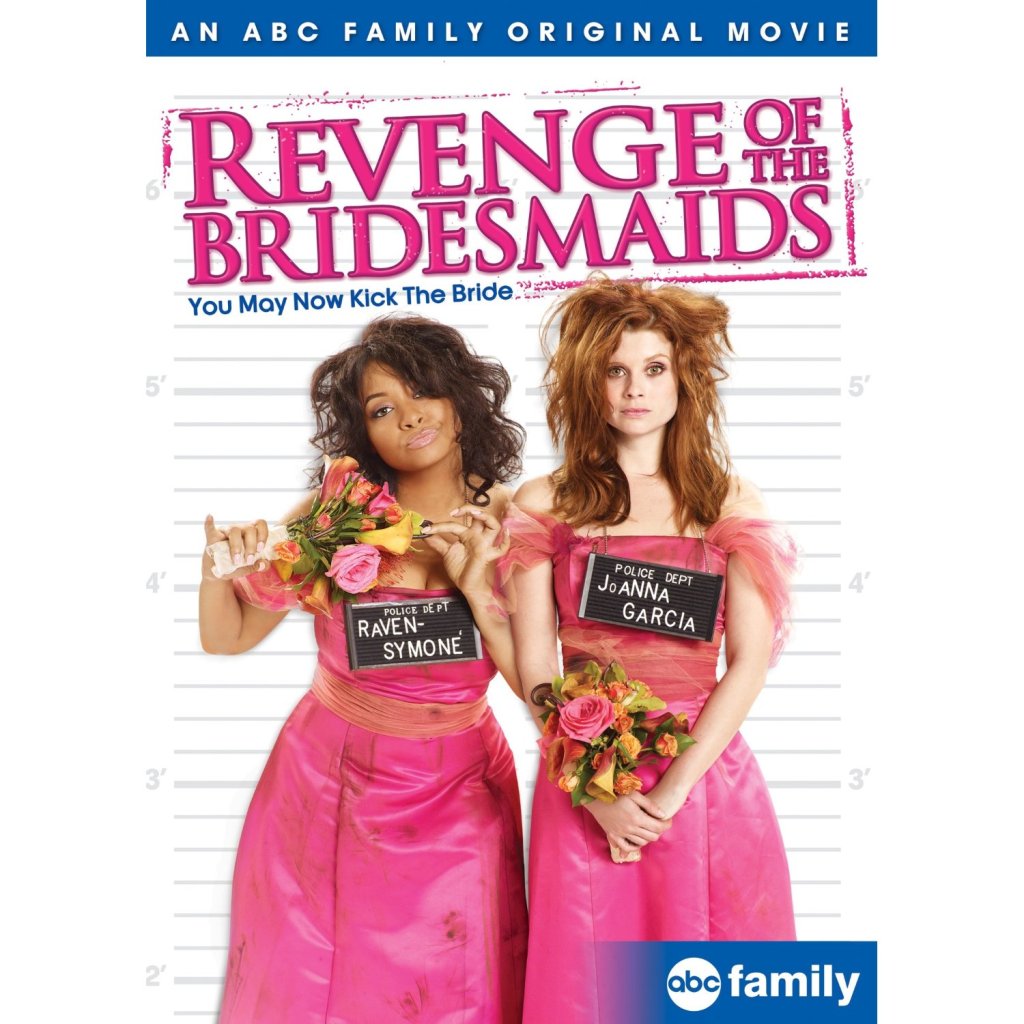 AN ABC FAMILY ORIGINAL MOVIE
REVENGE OF THE
BRIDESMAIDS
You May Now Kick The Bride
6' 6'
5' 5'
4' 4'
3' 3'
2'
POLICE DEPT
RAVEN-
SYMONÉ
POLICE DEPT
JoANNA
GARCIA
abc family